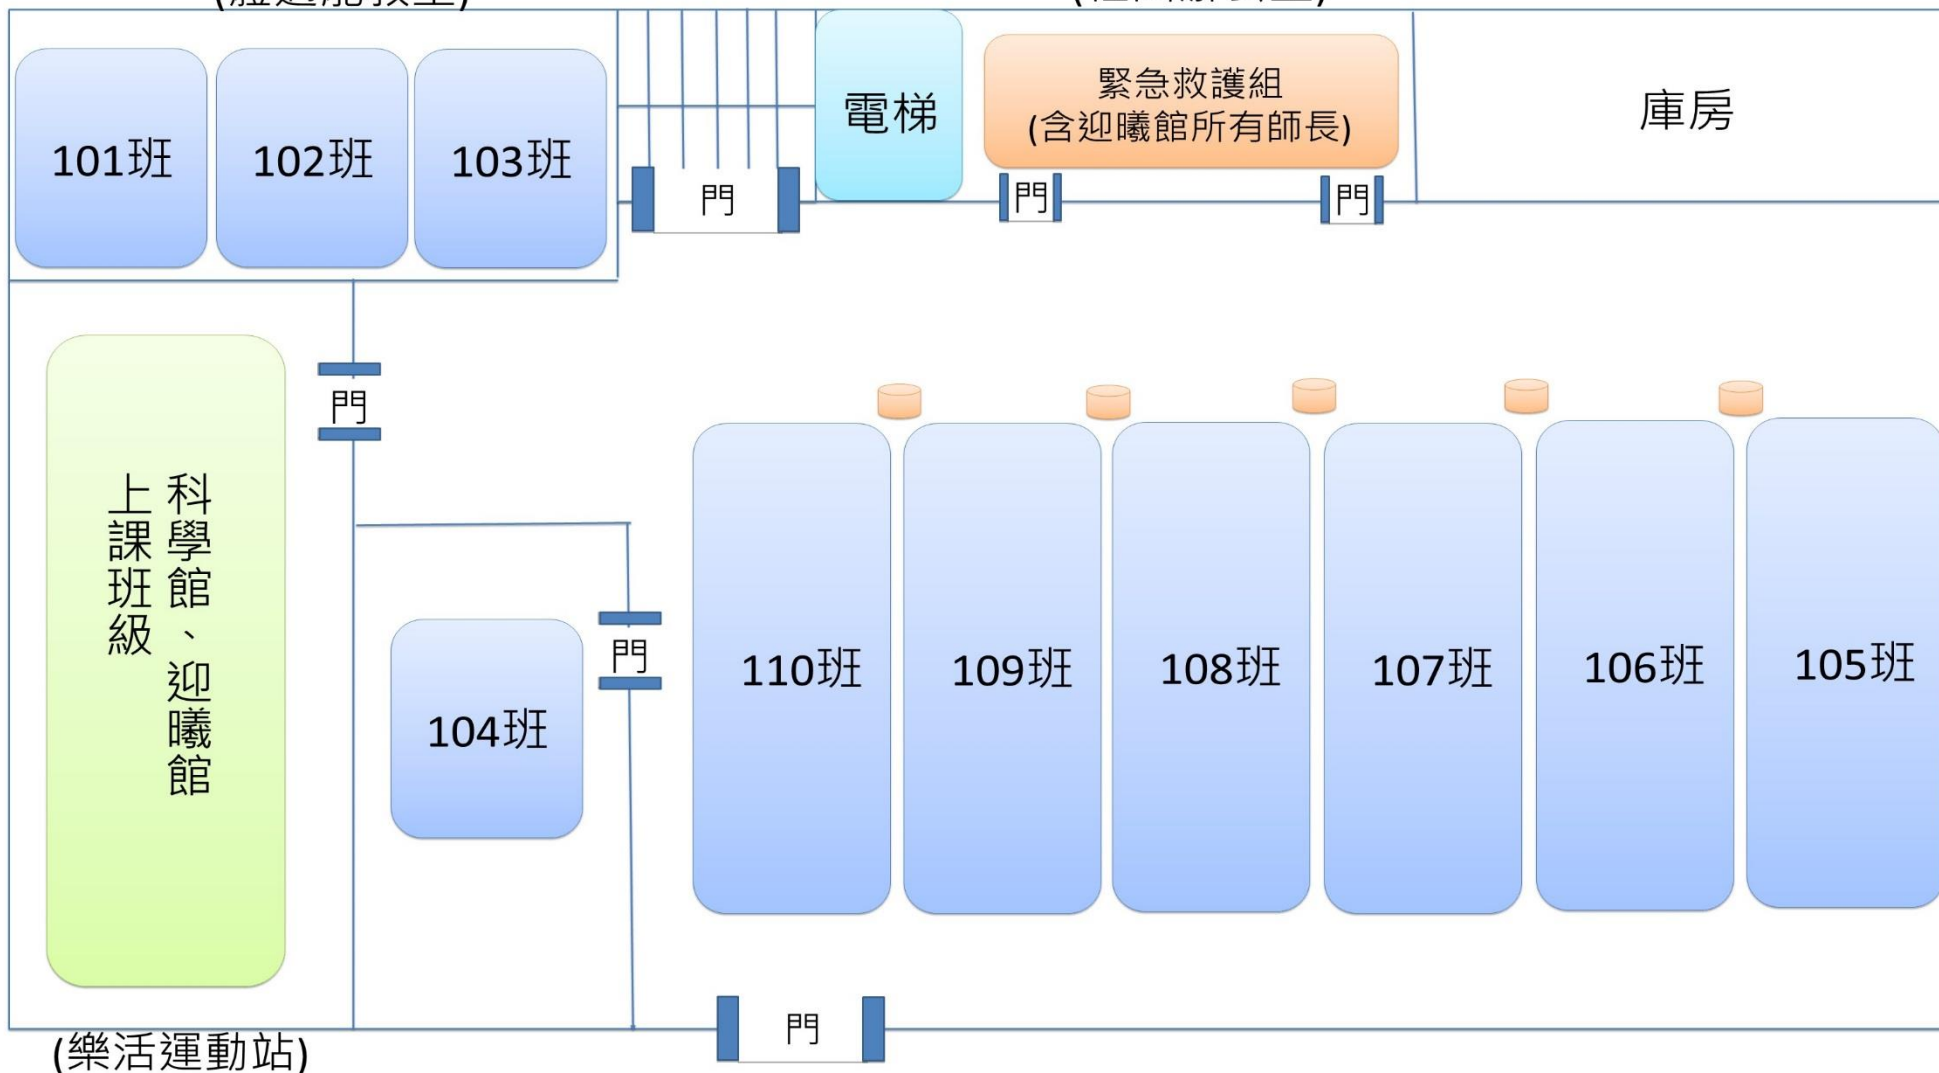 101班
102班
103班
門
電梯
緊急救護組
(含迎曦館所有師長)
門
門
庫房
科學館、迎曦館
上課班級
門
104班
門
110班
109班
108班
107班
106班
105班
門
(樂活運動站)